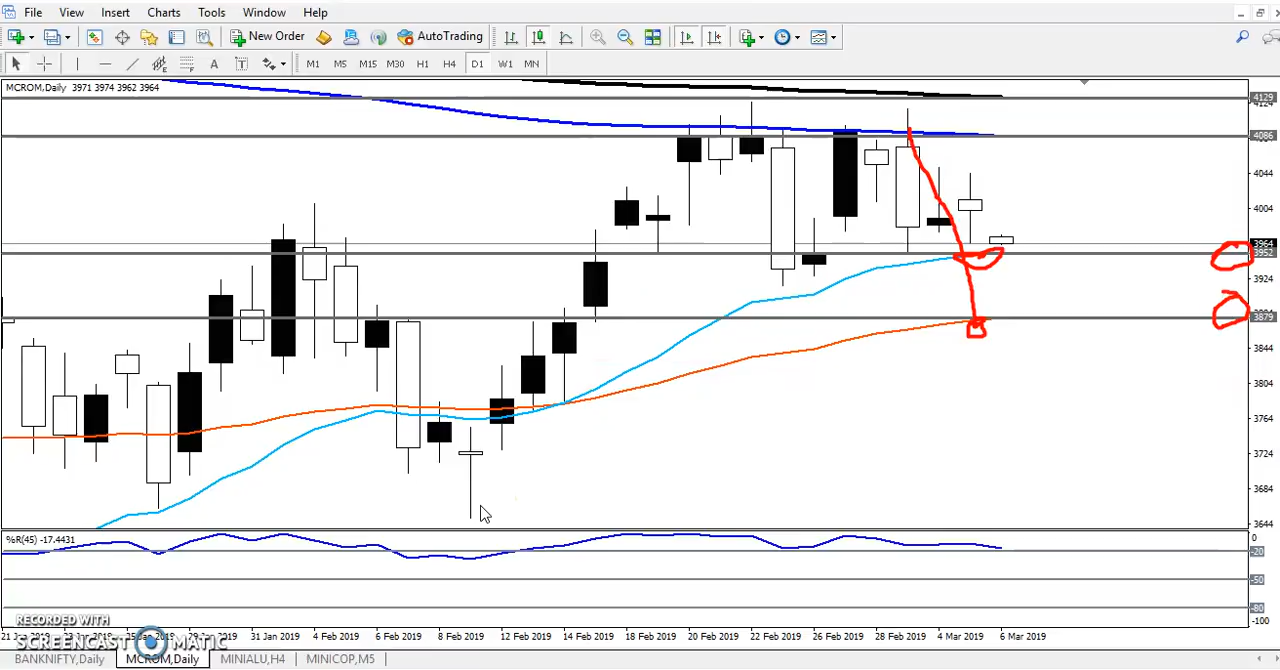 File View Insert Charts Tools Window Help
New Order AutoTrading
A T M1 M5 M15 M30 H1 H4 D1 W1 MN
MCROM,Daily 3971 3974 3962 3964
4129
4124
4086
4044
4004
3964
3952
3924
3879
3844
3804
3764
3724
3684
3644
%R(45) -17.4431
0
-20
-50
-80
-100
RECORDED WITH
SCREENCAST MATIC
31 Jan 2019 4 Feb 2019 6 Feb 2019 8 Feb 2019 12 Feb 2019 14 Feb 2019 18 Feb 2019 20 Feb 2019 22 Feb 2019 26 Feb 2019 28 Feb 2019 4 Mar 2019 6 Mar 2019
BANKNIFTY,Daily MCROM,Daily MINIALU,H4 MINICOP,M5